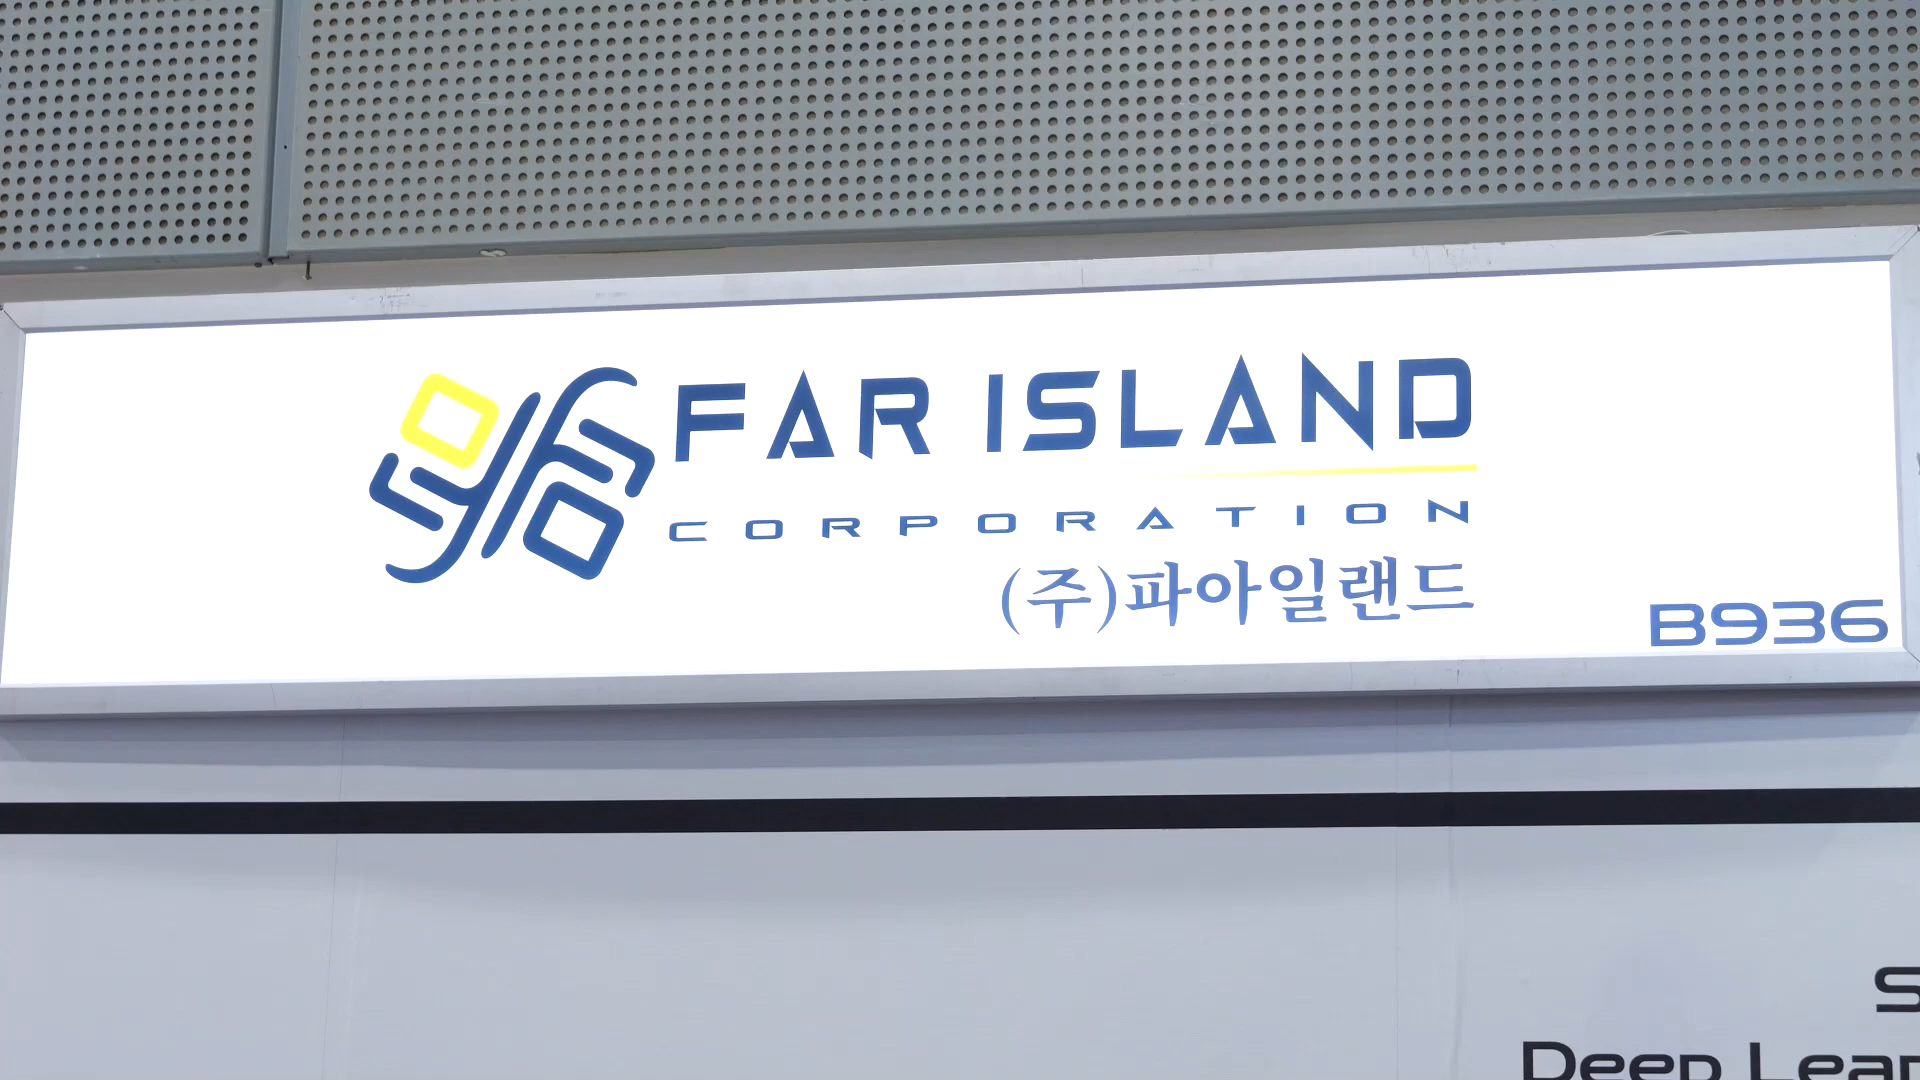 FAR ISLAND
CORPORATION
(주)파아일랜드
B936
Deep